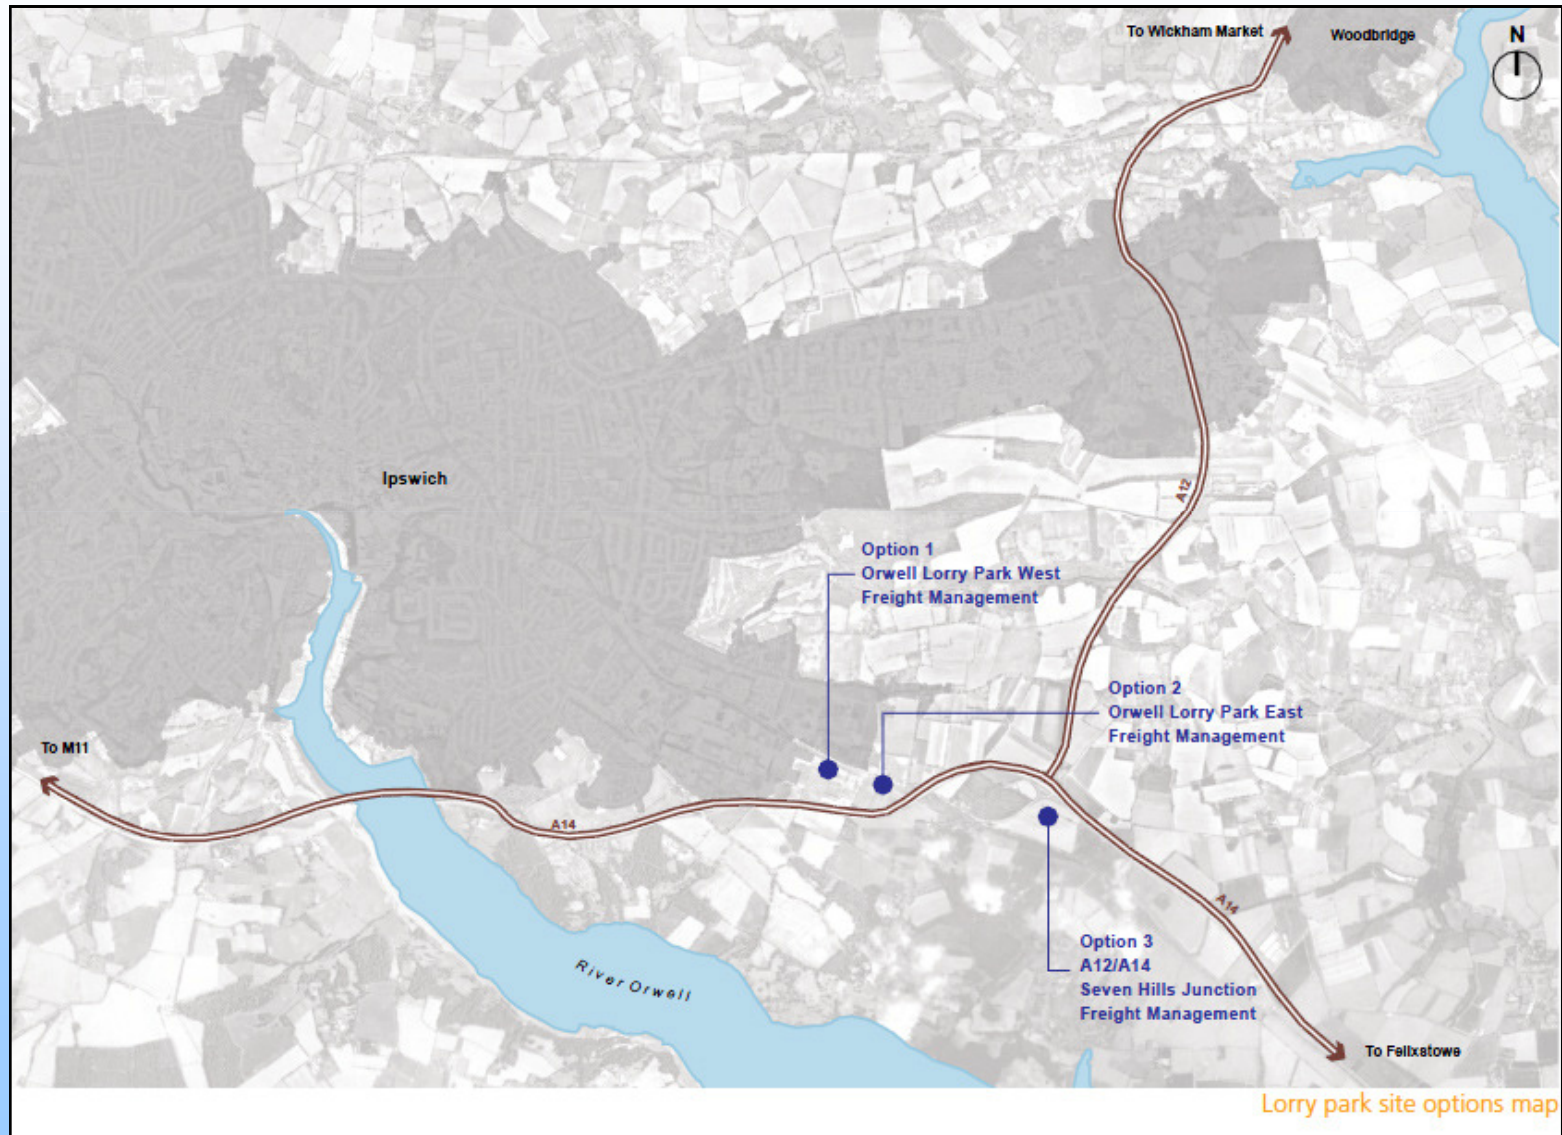 To Wickham Market
Woodbridge
N
Ipswich
A12
Option 1
Orwell Lorry Park West
Freight Management
Option 2
Orwell Lorry Park East
Freight Management
To M11
A14
A14
Option 3
A12/A14
Seven Hills Junction
Freight Management
River Orwell
To Felixstowe
Lorry park site options map